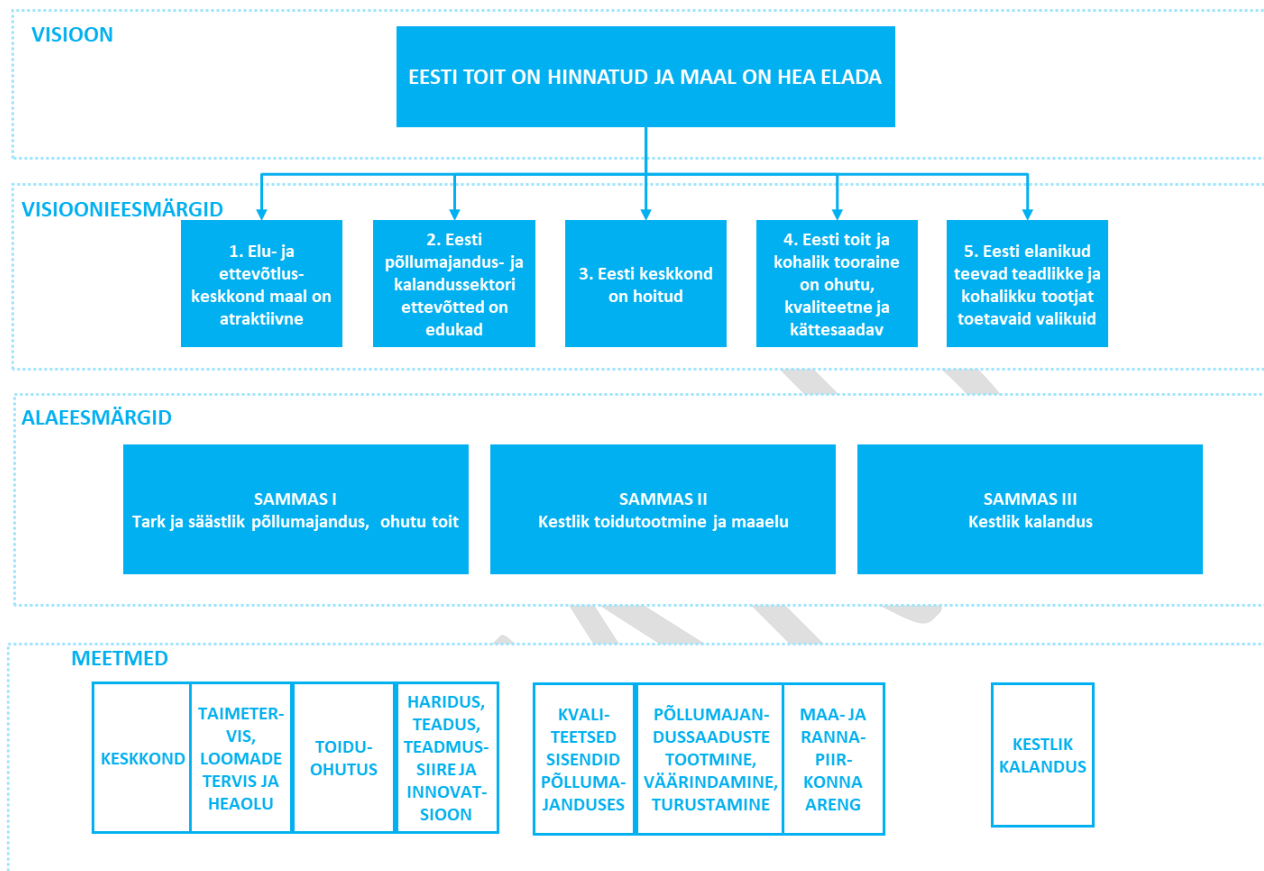 VISIOON
EESTI TOIT ON HINNATUD JA MAAL ON HEA ELADA
VISIOONIEESMÄRGID
1. Elu- ja
ettevõtlus-
keskkond maal on
atraktiivne
2. Eesti
põllumajandus- ja
kalandussektori
ettevõtted on
edukad
3. Eesti keskkond
on hoitud
4. Eesti toit ja
kohalik tooraine
on ohutu,
kvaliteetne ja
kättesaadav
5. Eesti elanikud
teevad teadlikke ja
kohalikku tootjat
toetavaid valikuid
ALAEESMÄRGID
SAMMAS I
Tark ja säästlik põllumajandus, ohutu toit
SAMMAS II
Kestlik toidutootmine ja maaelu
SAMMAS III
Kestlik kalandus
MEETMED
KESKKOND
TAIMETER-
VIS,
LOOMADE
TERVIS JA
HEAOLU
TOIDU-
OHUTUS
HARIDUS,
TEADUS,
TEADMUS-
SIIRE JA
INNOVAT-
SIOON
KVALI-
TEETSED
SISENDID
PÕLLUMA-
JANDUSES
PÕLLUMAJAN-
DUSSAADUSTE
TOOTMINE,
VÄÄRINDAMINE,
TURUSTAMINE
MAA- JA
RANNA-
PIIR-
KONNA
ARENG
KESTLIK
KALANDUS